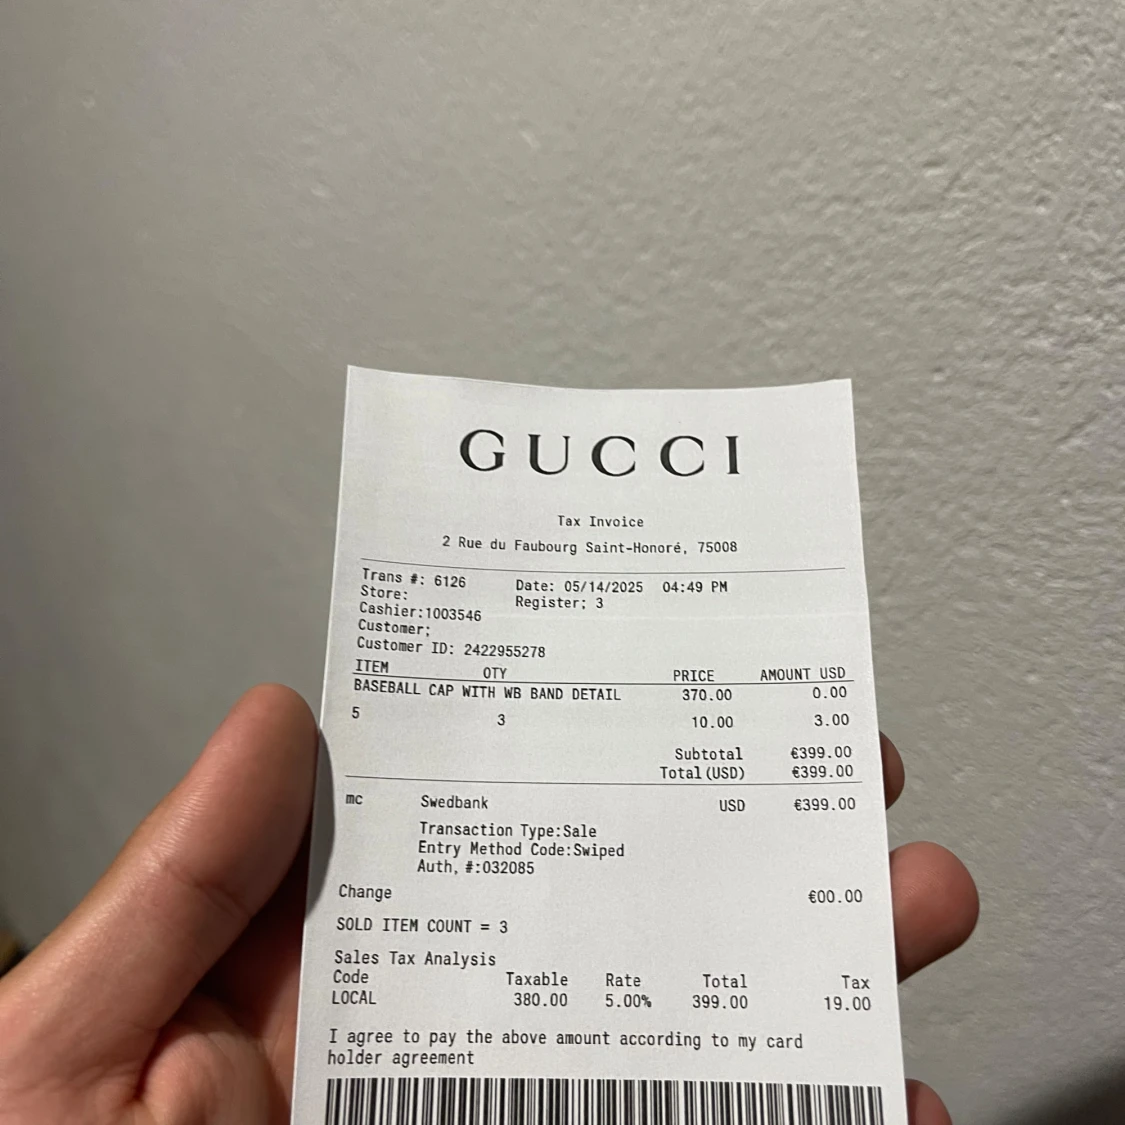 GUCCI
Tax Invoice
2 Rue du Faubourg Saint-Honoré, 75008
Trans #: 6126
Date: 05/14/2025 04:49 PM
Store:
Register; 3
Cashier:1003546
Customer;
Customer ID: 2422955278
ITEM QTY PRICE AMOUNT USD
BASEBALL CAP WITH WB BAND DETAIL 370.00 0.00
5 3 10.00 3.00
Subtotal €399.00
Total(USD) €399.00
mc Swedbank USD €399.00
Transaction Type:Sale
Entry Method Code:Swiped
Auth, #:032085
Change €00.00
SOLD ITEM COUNT = 3
Sales Tax Analysis
Code Taxable Rate Total Tax
LOCAL 380.00 5.00% 399.00 19.00
I agree to pay the above amount according to my card
holder agreement